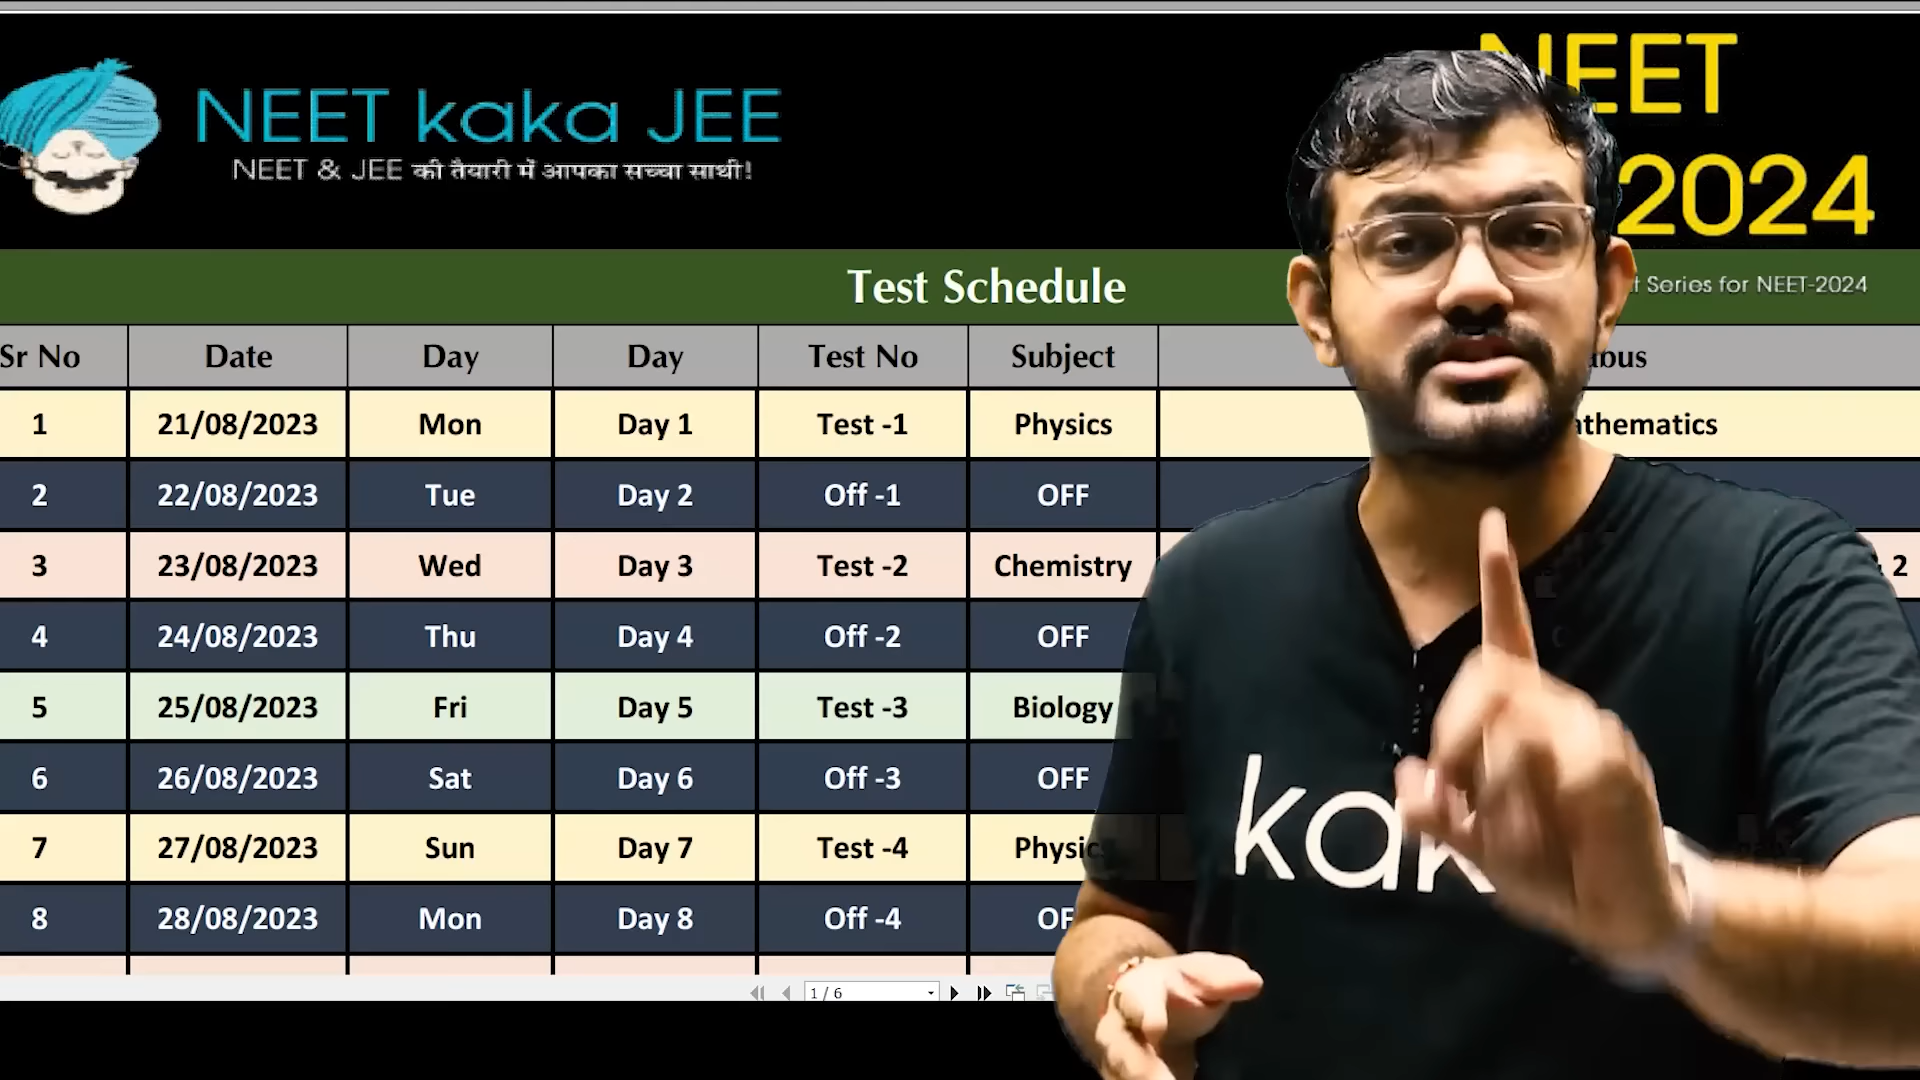 NEET kaka JEE
NEET & JEE की तैयारी में आपका सच्चा साथी!
NEET
2024
Series for NEET-2024
Test Schedule
Sr No Date Day Day Test No Subject
1 21/08/2023 Mon Day 1 Test -1 Physics
2 22/08/2023 Tue Day 2 Off -1 OFF
3 23/08/2023 Wed Day 3 Test -2 Chemistry 2
4 24/08/2023 Thu Day 4 Off -2 OFF
5 25/08/2023 Fri Day 5 Test -3 Biology
6 26/08/2023 Sat Day 6 Off -3 OFF
7 27/08/2023 Sun Day 7 Test -4 Physics
8 28/08/2023 Mon Day 8 Off -4 OF
1 / 6
kak